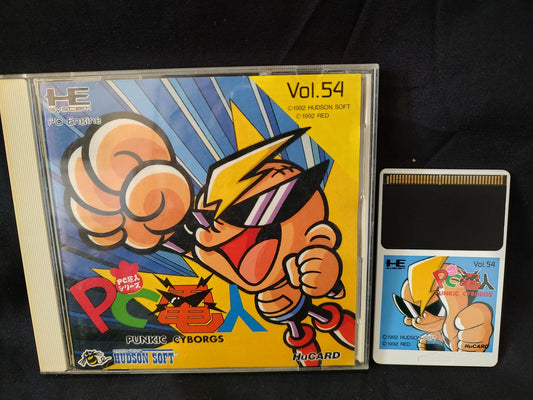 HE
SYSTEM
PC Engine
Vol.54
©1992 HUDSON SOFT
©1992 RED
PC原人
シリーズ
PC電人
PUNKIC CYBORGS
HUDSON SOFT
HuCARD
HE
Vol.54
PC電人
PUNKIC CYBORGS
©1992 HUDSON
©1992 RED
HuCARD